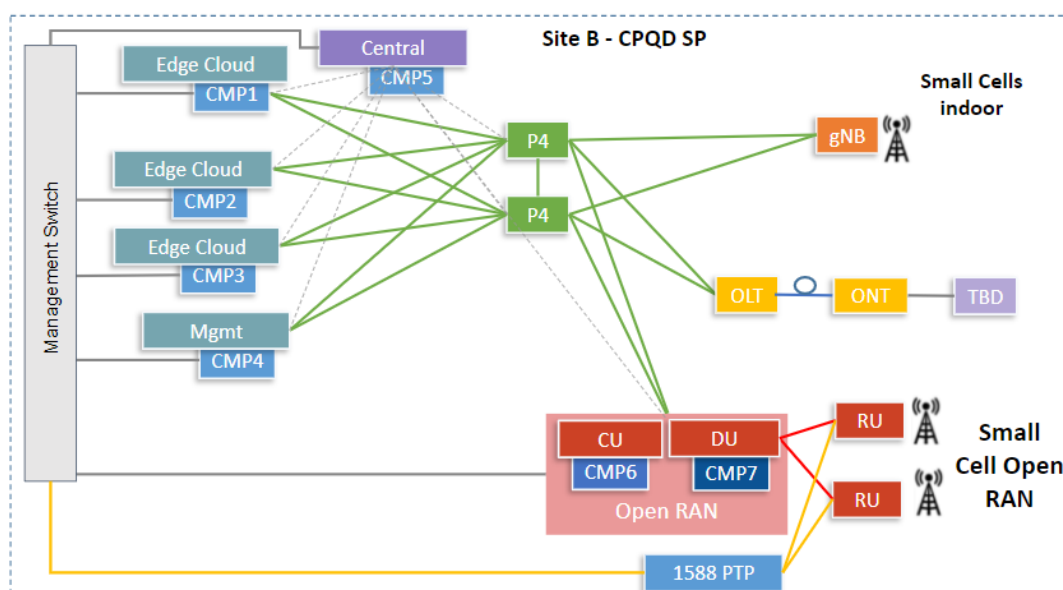 Site B - CPQD SP
Central
CMP5
Edge Cloud
CMP1
Small Cells
indoor
P4
gNB
Edge Cloud
CMP2
P4
Management Switch
Edge Cloud
CMP3
OLT
ONT
TBD
Mgmt
CMP4
CU
CMP6
DU
CMP7
Open RAN
RU
RU
Small
Cell Open
RAN
1588 PTP